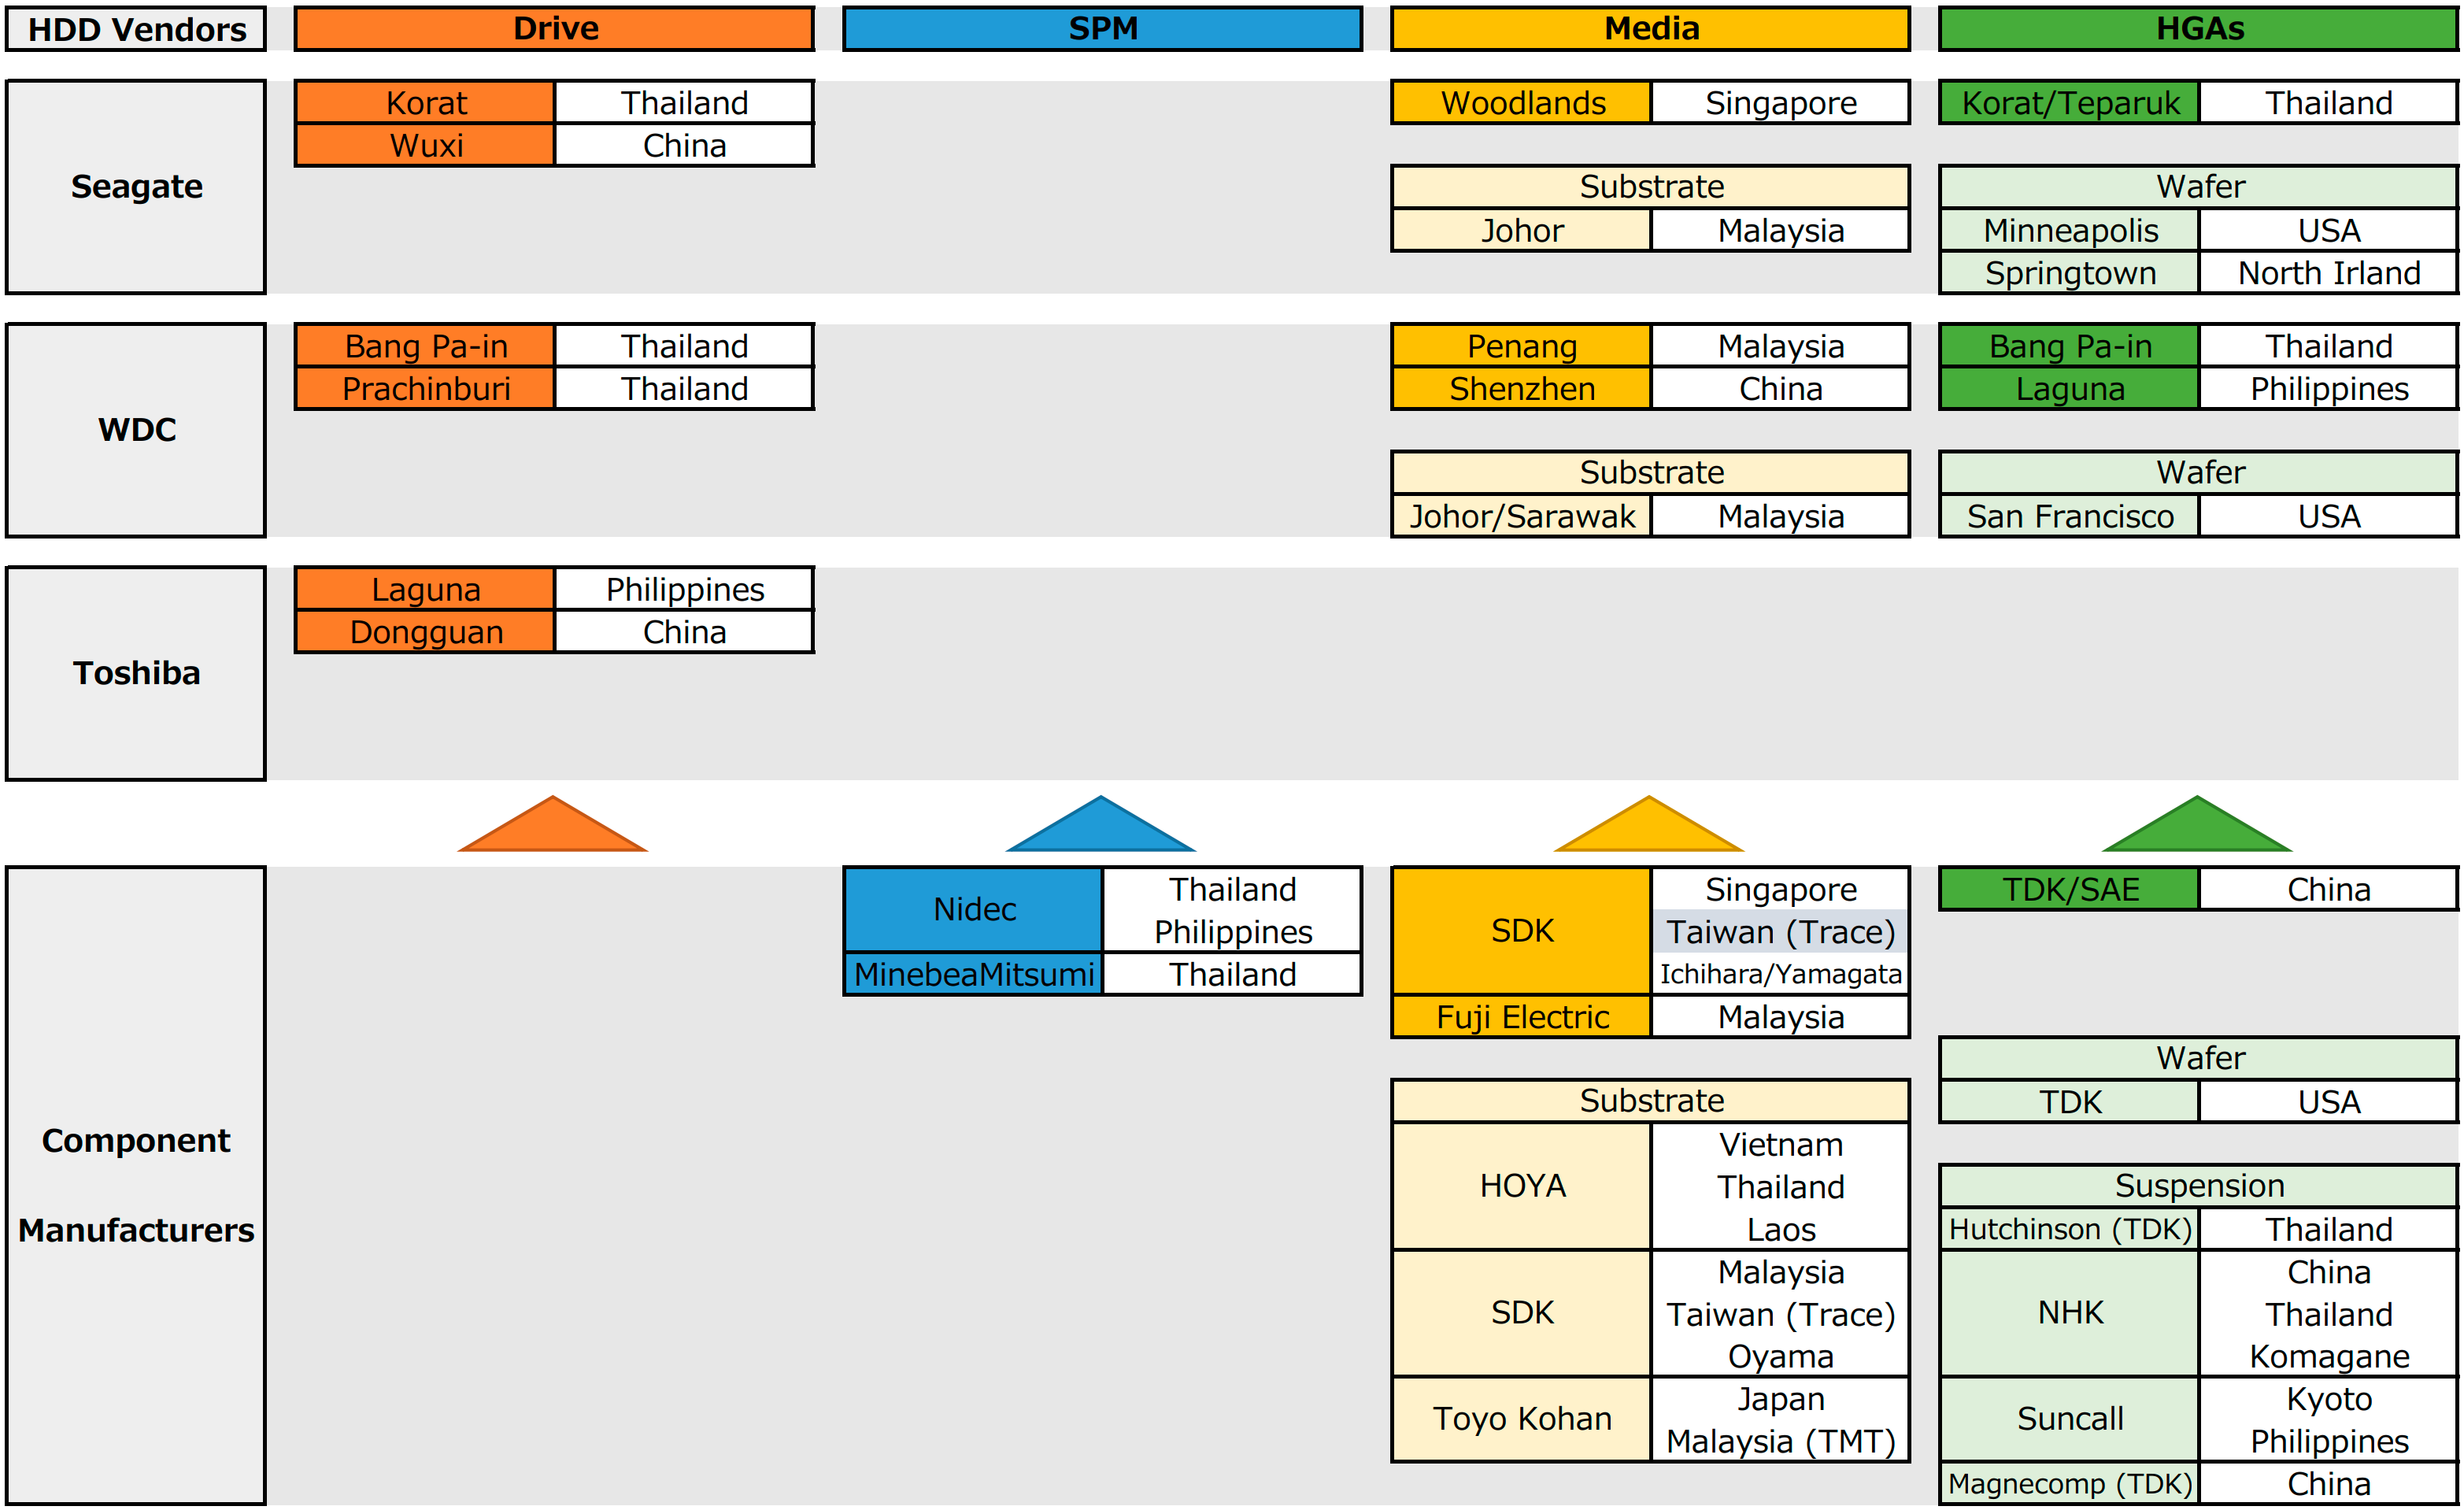 HDD Vendors
Drive
SPM
Media
HGAs
Seagate
Korat
Thailand
Wuxi
China
Woodlands
Singapore
Substrate
Johor
Malaysia
Korat/Teparuk
Thailand
Wafer
Minneapolis
USA
Springtown
North Irland
WDC
Bang Pa-in
Thailand
Prachinburi
Thailand
Penang
Malaysia
Shenzhen
China
Substrate
Johor/Sarawak
Malaysia
Bang Pa-in
Thailand
Laguna
Philippines
Wafer
San Francisco
USA
Toshiba
Laguna
Philippines
Dongguan
China
Component
Manufacturers
Nidec
Thailand
Philippines
MinebeaMitsumi
Thailand
SDK
Singapore
Taiwan (Trace)
Ichihara/Yamagata
Fuji Electric
Malaysia
Substrate
HOYA
Vietnam
Thailand
Laos
SDK
Malaysia
Taiwan (Trace)
Oyama
Toyo Kohan
Japan
Malaysia (TMT)
TDK/SAE
China
Wafer
TDK
USA
Suspension
Hutchinson (TDK)
Thailand
NHK
China
Thailand
Komagane
Suncall
Kyoto
Philippines
Magnecomp (TDK)
China